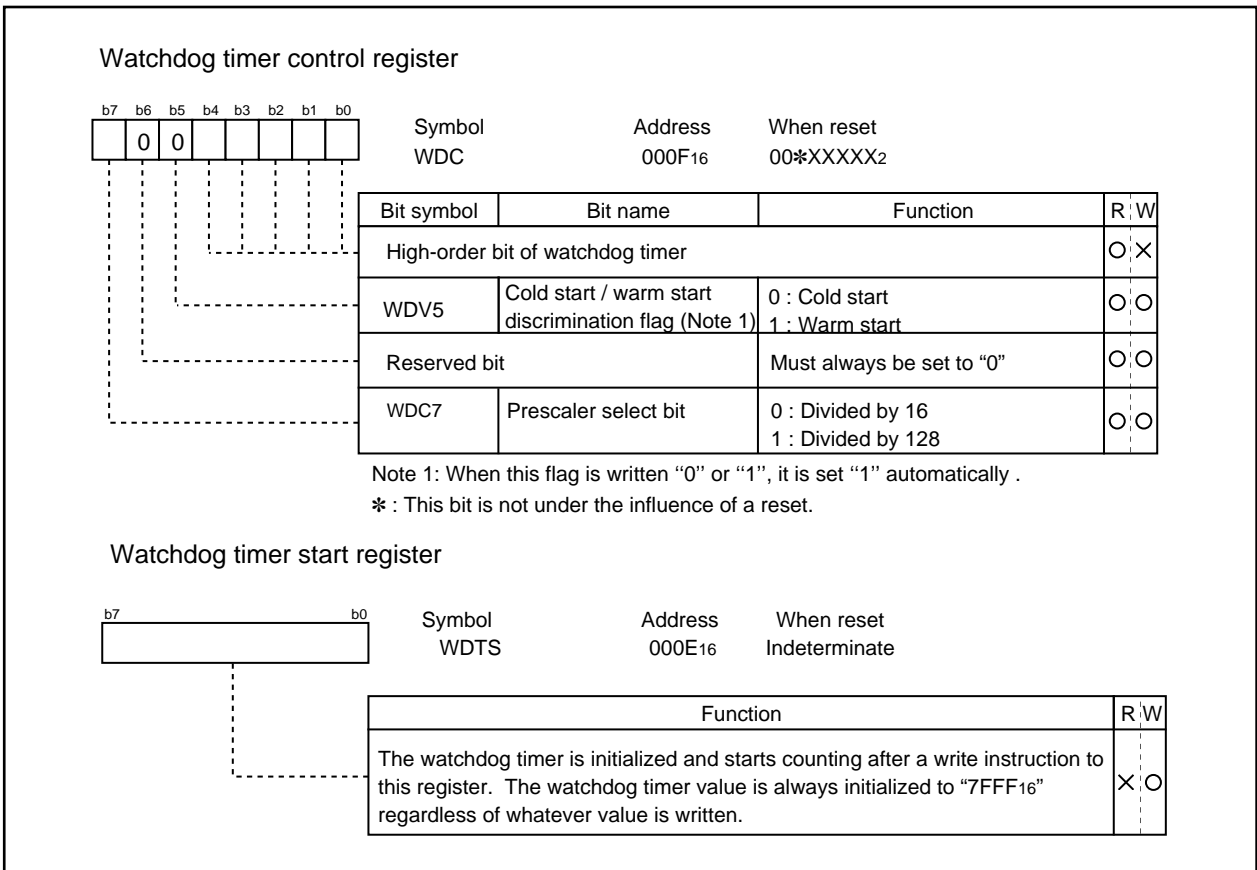 Watchdog timer control register
b7 b6 b5 b4 b3 b2 b1 b0
0 0
Symbol Address When reset
WDC 000F16 00✽XXXXX2
Bit symbol Bit name Function R W
High-order bit of watchdog timer
WDV5 Cold start / warm start discrimination flag (Note 1) 0 : Cold start
1 : Warm start
Reserved bit Must always be set to “0”
WDC7 Prescaler select bit 0 : Divided by 16
1 : Divided by 128
Note 1: When this flag is written ‘‘0’’ or ‘‘1’’, it is set ‘‘1’’ automatically .
✽ : This bit is not under the influence of a reset.
Watchdog timer start register
b7 b0
Symbol Address When reset
WDTS 000E16 Indeterminate
Function R W
The watchdog timer is initialized and starts counting after a write instruction to
this register. The watchdog timer value is always initialized to “7FFF16”
regardless of whatever value is written.